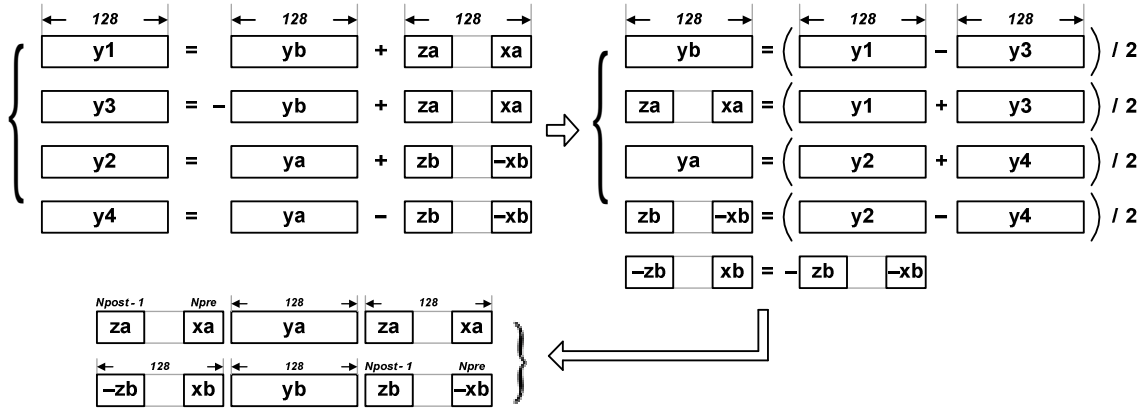 128 128 128
y1 = yb + za xa
y3 = – yb + za xa
y2 = ya + zb –xb
y4 = ya – zb –xb
128 128 128
yb = ( y1 – y3 ) / 2
za xa = ( y1 + y3 ) / 2
ya = ( y2 + y4 ) / 2
zb –xb = ( y2 – y4 ) / 2
–zb xb = – zb –xb
Npost - 1 Npre 128 128
za xa ya za xa
128 128 Npost - 1 Npre
–zb xb yb zb –xb